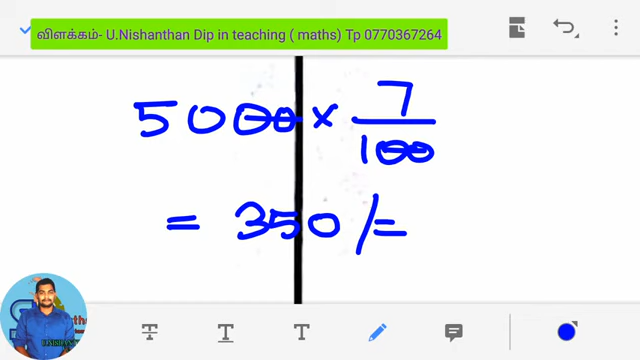 விளக்கம்- U.Nishanthan Dip in teaching ( maths) Tp 0770367264
5000 × 7/100
= 350/=
T T T